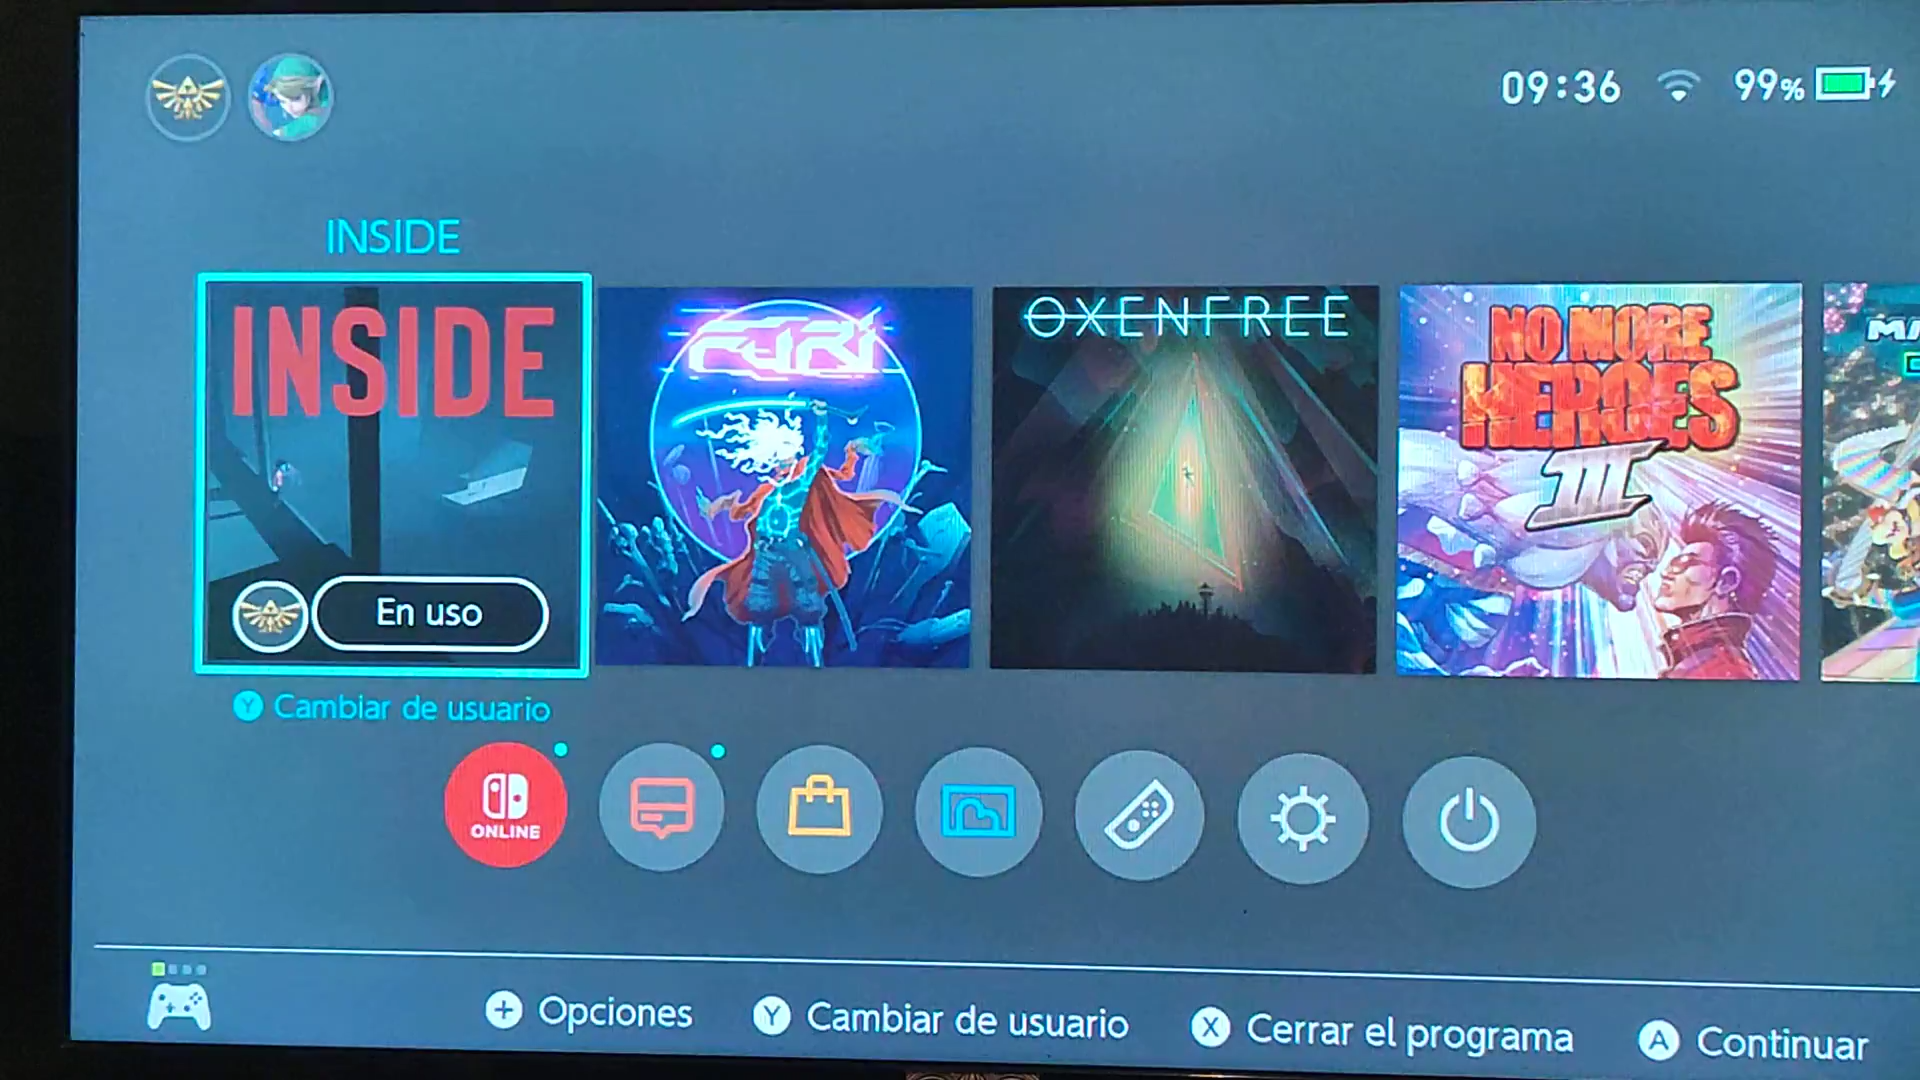 09:36 99%
INSIDE
INSIDE
FURI
OXENFREE
NO MORE
HEROES
III
En uso
Y Cambiar de usuario
ONLINE
+ Opciones
Y Cambiar de usuario
X Cerrar el programa
A Continuar